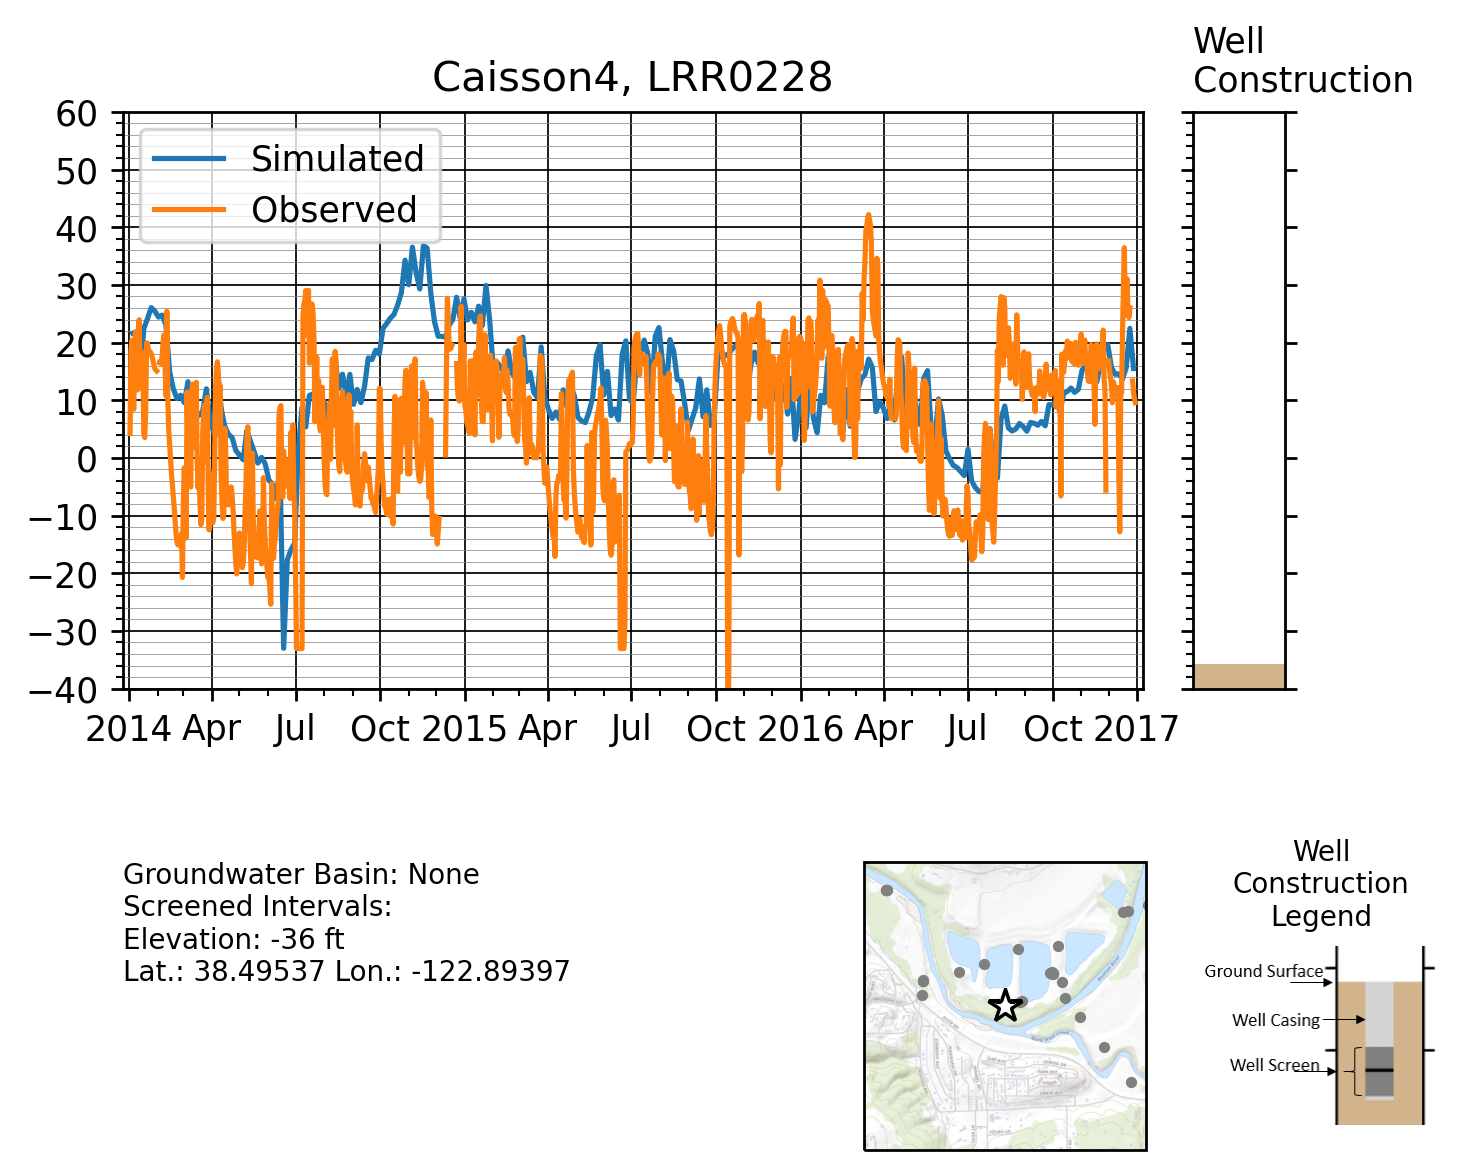 Well
Construction
Caisson4, LRR0228
60
50
40
30
20
10
0
−10
−20
−30
−40
Simulated
Observed
2014 Apr Jul Oct 2015 Apr Jul Oct 2016 Apr Jul Oct 2017
Groundwater Basin: None
Screened Intervals:
Elevation: -36 ft
Lat.: 38.49537 Lon.: -122.89397
Well
Construction
Legend
Ground Surface
Well Casing
Well Screen